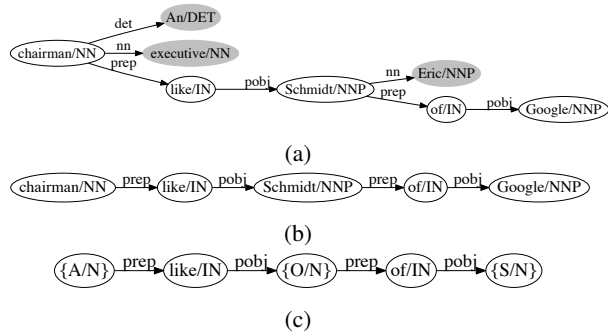 det
An/DET
chairman/NN
nn
executive/NN
prep
like/IN
pobj
Schmidt/NNP
nn
Eric/NNP
prep
of/IN
pobj
Google/NNP
(a)
chairman/NN prep like/IN pobj Schmidt/NNP prep of/IN pobj Google/NNP
(b)
{A/N} prep like/IN pobj {O/N} prep of/IN pobj {S/N}
(c)